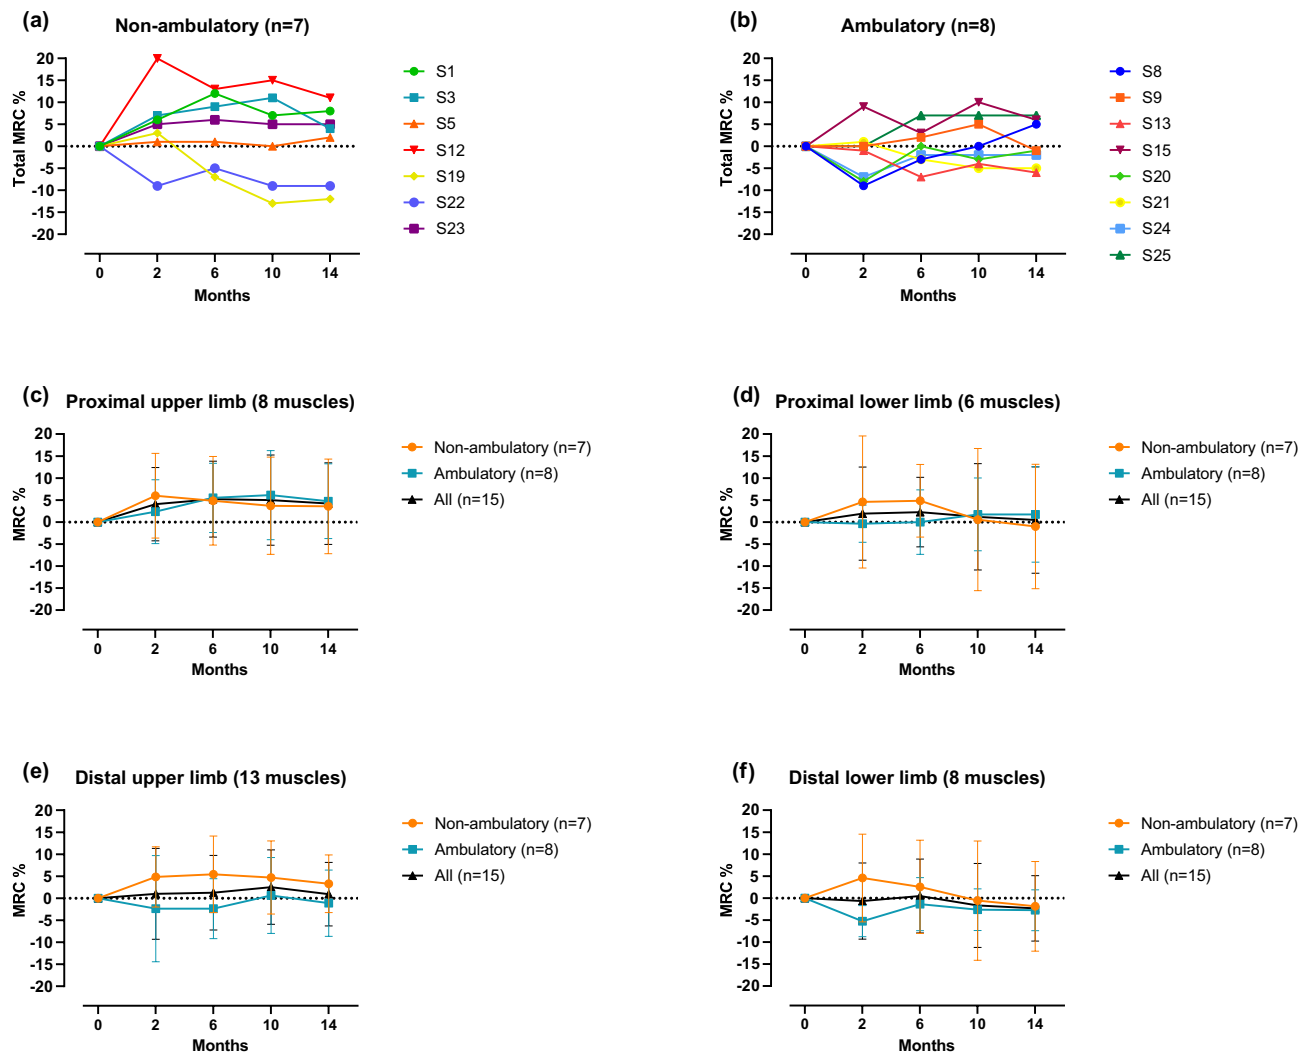 (a)
Non-ambulatory (n=7)
Total MRC %
20
15
10
5
0
-5
-10
-15
-20
0 2 6 10 14
Months
S1
S3
S5
S12
S19
S22
S23
(b)
Ambulatory (n=8)
Total MRC %
20
15
10
5
0
-5
-10
-15
-20
0 2 6 10 14
Months
S8
S9
S13
S15
S20
S21
S24
S25
(c)
Proximal upper limb (8 muscles)
MRC %
20
15
10
5
0
-5
-10
-15
-20
0 2 6 10 14
Months
Non-ambulatory (n=7)
Ambulatory (n=8)
All (n=15)
(d)
Proximal lower limb (6 muscles)
MRC %
20
15
10
5
0
-5
-10
-15
-20
0 2 6 10 14
Months
Non-ambulatory (n=7)
Ambulatory (n=8)
All (n=15)
(e)
Distal upper limb (13 muscles)
MRC %
20
15
10
5
0
-5
-10
-15
-20
0 2 6 10 14
Months
Non-ambulatory (n=7)
Ambulatory (n=8)
All (n=15)
(f)
Distal lower limb (8 muscles)
MRC %
20
15
10
5
0
-5
-10
-15
-20
0 2 6 10 14
Months
Non-ambulatory (n=7)
Ambulatory (n=8)
All (n=15)